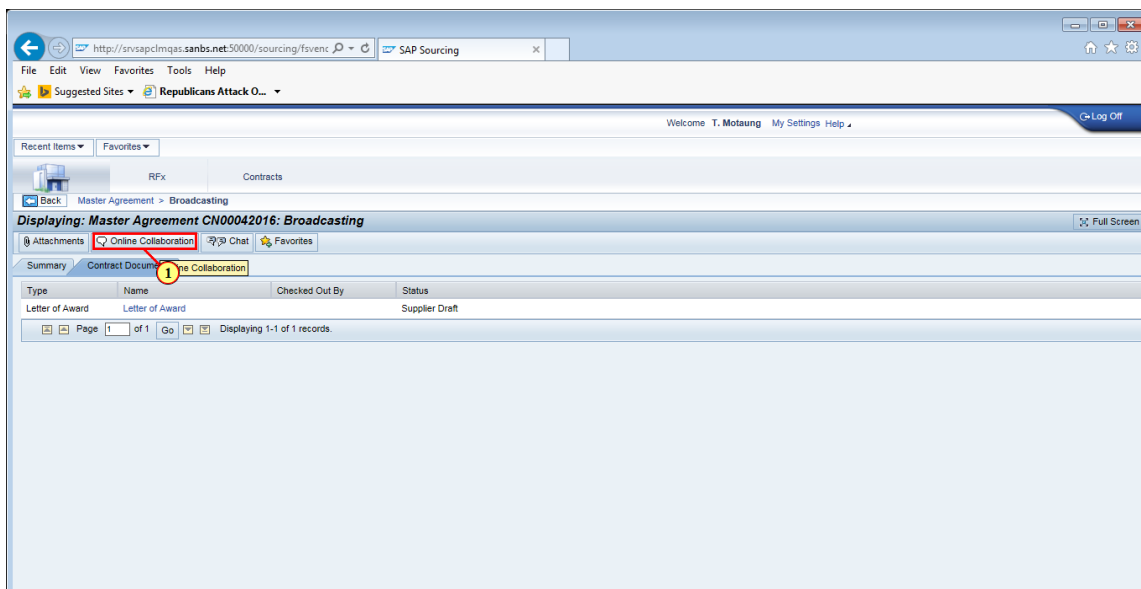 http://srvsapclmqas.sanbs.net:50000/sourcing/fsvenc
SAP Sourcing
File Edit View Favorites Tools Help
Suggested Sites Republicans Attack O...
Welcome T. Motaung My Settings Help
Log Off
Recent Items Favorites
RFx Contracts
Back Master Agreement > Broadcasting
Displaying: Master Agreement CN00042016: Broadcasting
Full Screen
Attachments Online Collaboration Chat Favorites
Summary Contract Docume 1 ne Collaboration
Type Name Checked Out By Status
Letter of Award Letter of Award Supplier Draft
Page 1 of 1 Go Displaying 1-1 of 1 records.